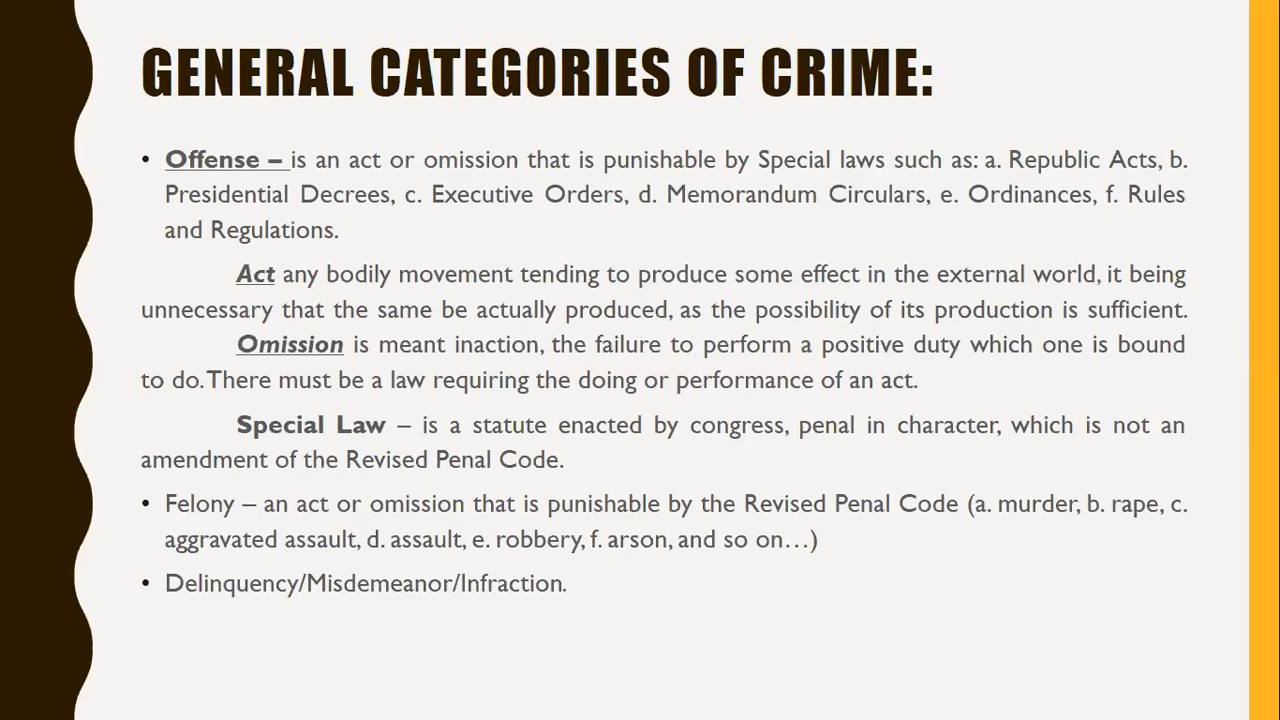 GENERAL CATEGORIES OF CRIME:
• Offense – is an act or omission that is punishable by Special laws such as: a. Republic Acts, b.
Presidential Decrees, c. Executive Orders, d. Memorandum Circulars, e. Ordinances, f. Rules
and Regulations.
Act any bodily movement tending to produce some effect in the external world, it being
unnecessary that the same be actually produced, as the possibility of its production is sufficient.
Omission is meant inaction, the failure to perform a positive duty which one is bound
to do. There must be a law requiring the doing or performance of an act.
Special Law – is a statute enacted by congress, penal in character, which is not an
amendment of the Revised Penal Code.
• Felony – an act or omission that is punishable by the Revised Penal Code (a. murder, b. rape, c.
aggravated assault, d. assault, e. robbery, f. arson, and so on…)
• Delinquency/Misdemeanor/Infraction.